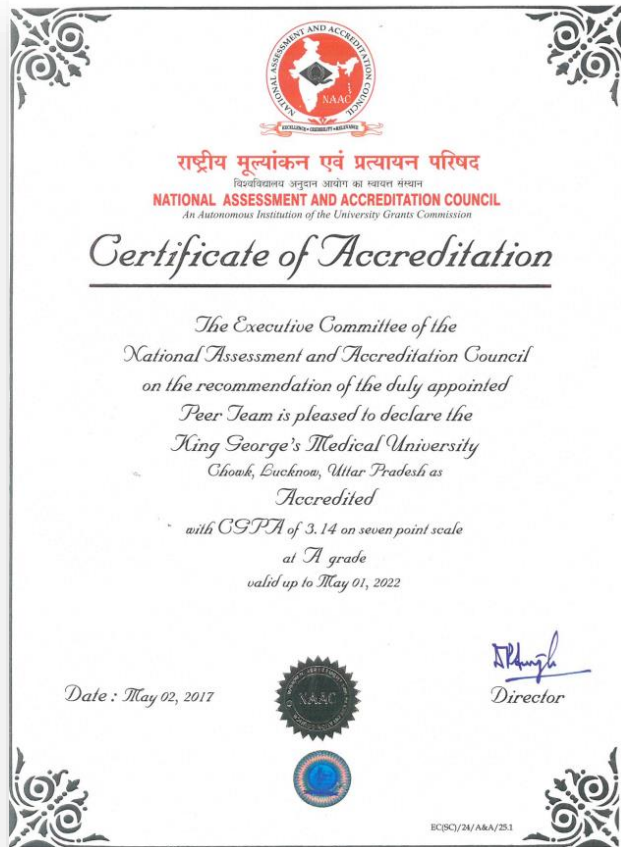 NATIONAL ASSESSMENT AND ACCREDITATION COUNCIL
NAAC
EXCELLENCE • CREDIBILITY • RELEVANCE
राष्ट्रीय मूल्यांकन एवं प्रत्यायन परिषद
विश्वविद्यालय अनुदान आयोग का स्वायत्त संस्थान
NATIONAL ASSESSMENT AND ACCREDITATION COUNCIL
An Autonomous Institution of the University Grants Commission
Certificate of Accreditation
The Executive Committee of the
National Assessment and Accreditation Council
on the recommendation of the duly appointed
Peer Team is pleased to declare the
King George's Medical University
Chowk, Lucknow, Uttar Pradesh as
Accredited
with CGPA of 3.14 on seven point scale
at A grade
valid up to May 01, 2022
Date : May 02, 2017
NAAC
Director
EC(SC)/24/A&A/25.1